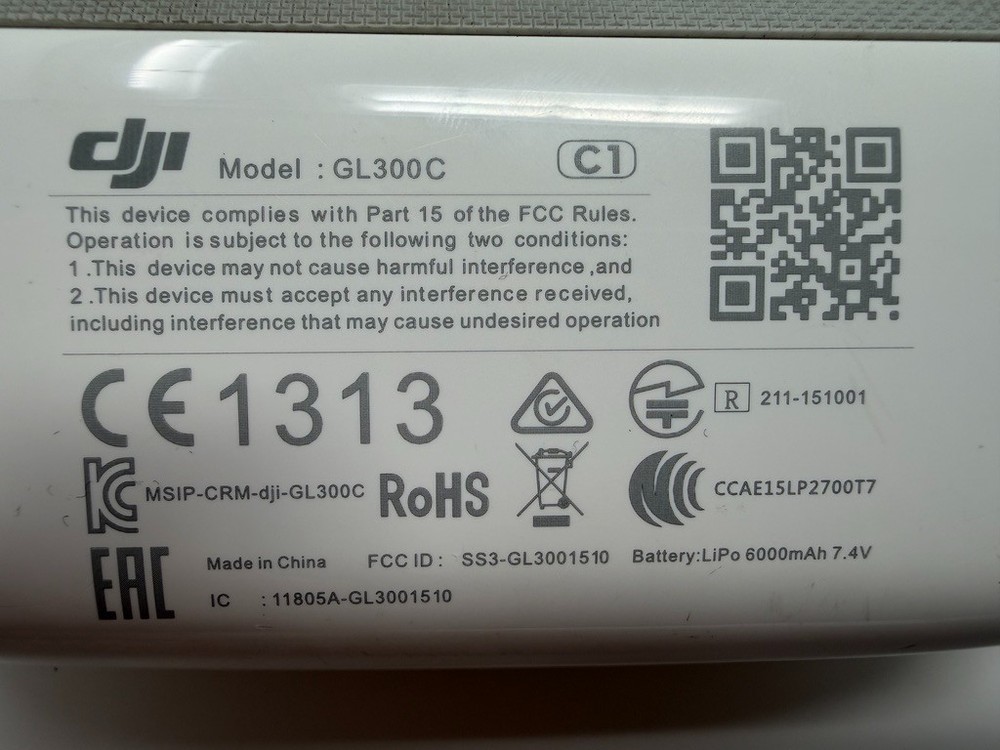 dji Model : GL300C C1
This device complies with Part 15 of the FCC Rules.
Operation is subject to the following two conditions:
1 .This device may not cause harmful interference ,and
2 .This device must accept any interference received,
including interference that may cause undesired operation
CE 1313
R 211-151001
KC MSIP-CRM-dji-GL300C RoHS CCAE15LP2700T7
EAC Made in China FCC ID : SS3-GL3001510 Battery:LiPo 6000mAh 7.4V
IC : 11805A-GL3001510